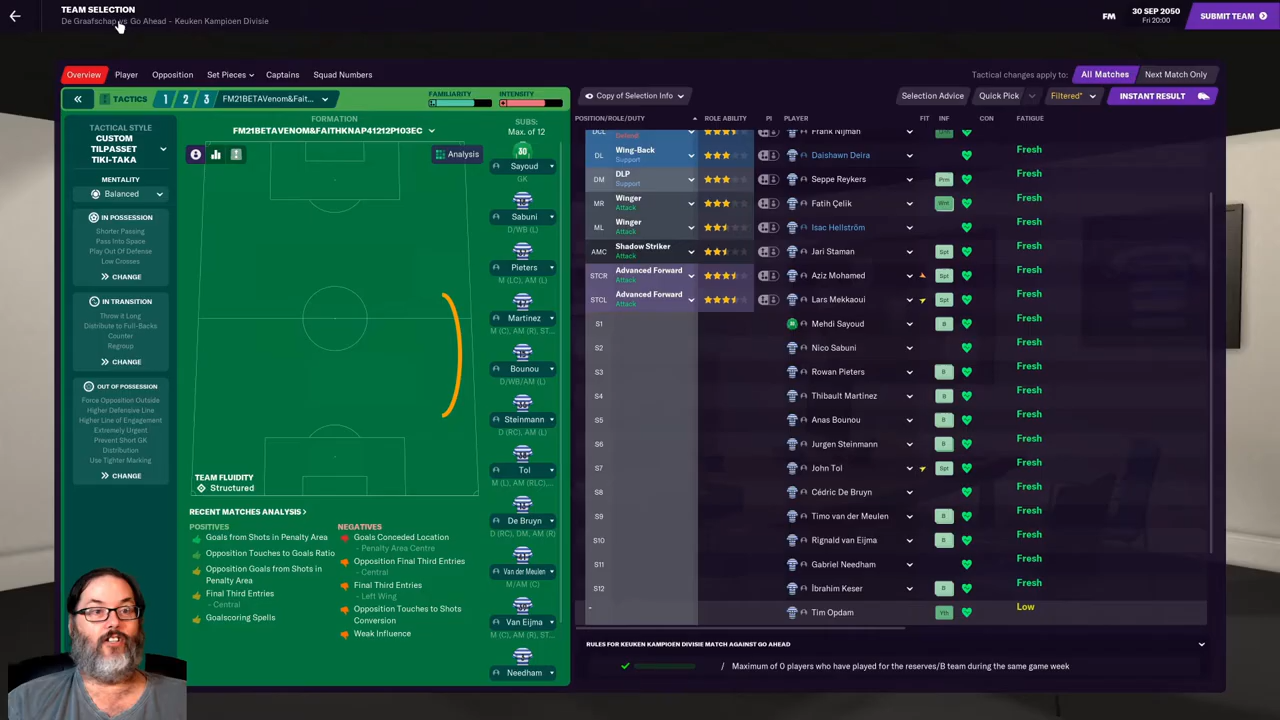 TEAM SELECTION
De Graafschap vs Go Ahead - Keuken Kampioen Divisie
FM
30 SEP 2050
Fri 20:00
SUBMIT TEAM
Overview Player Opposition Set Pieces Captains Squad Numbers
Tactical changes apply to: All Matches Next Match Only
TACTICS 1 2 3 FM21BETAVenom&Fait...
FAMILIARITY INTENSITY
Copy of Selection Info
Selection Advice Quick Pick Filtered* INSTANT RESULT
TACTICAL STYLE
CUSTOM
TILPASSET
TIKI-TAKA
MENTALITY
Balanced
IN POSSESSION
Shorter Passing
Pass Into Space
Play Out Of Defense
Low Crosses
CHANGE
IN TRANSITION
Throw it Long
Distribute to Full-Backs
Counter
Regroup
CHANGE
OUT OF POSSESSION
Force Opposition Outside
Higher Defensive Line
Higher Line of Engagement
Extremely Urgent
Prevent Short GK
Distribution
Use Tighter Marking
CHANGE
FORMATION
FM21BETAVENOM&FAITHKNAP41212P103EC
Analysis
TEAM FLUIDITY
Structured
SUBS:
Max. of 12
30
Sayoud
GK
Sabuni
D/WB (L)
Pieters
M (LC), AM (L)
Martinez
M (C), AM (R), ST...
Bounou
D/WB/AM (L)
Steinmann
D (RC), AM (L)
Tol
M (L), AM (RLC),...
De Bruyn
D (RC), DM, AM (R)
Van der Meulen
M/AM (C)
Van Eijma
M (C), AM (R), ST...
Needham
RECENT MATCHES ANALYSIS >
POSITIVES
Goals from Shots in Penalty Area
Opposition Touches to Goals Ratio
Opposition Goals from Shots in
Penalty Area
Final Third Entries
- Central
Goalscoring Spells
NEGATIVES
Goals Conceded Location
- Penalty Area Centre
Opposition Final Third Entries
- Central
Final Third Entries
- Left Wing
Opposition Touches to Shots
Conversion
Weak Influence
POSITION/ROLE/DUTY ROLE ABILITY PI PLAYER FIT INF CON FATIGUE
DCL Defend Frank Nijman
DL Wing-Back Support Daishawn Deira Fresh
DM DLP Support Seppe Reykers Prm Fresh
MR Winger Attack Fatih Çelik Wnt Fresh
ML Winger Attack Isac Hellström Fresh
AMC Shadow Striker Attack Jari Staman Spt Fresh
STCR Advanced Forward Attack Aziz Mohamed Spt Fresh
STCL Advanced Forward Attack Lars Mekkaoui Spt Fresh
S1 Mehdi Sayoud B Fresh
S2 Nico Sabuni Fresh
S3 Rowan Pieters B Fresh
S4 Thibault Martinez B Fresh
S5 Anas Bounou B Fresh
S6 Jurgen Steinmann B Fresh
S7 John Tol Spt Fresh
S8 Cédric De Bruyn Fresh
S9 Timo van der Meulen B Fresh
S10 Rignald van Eijma B Fresh
S11 Gabriel Needham Fresh
S12 İbrahim Keser B Fresh
- Tim Opdam Yth Low
RULES FOR KEUKEN KAMPIOEN DIVISIE MATCH AGAINST GO AHEAD
/ Maximum of 0 players who have played for the reserves/B team during the same game week